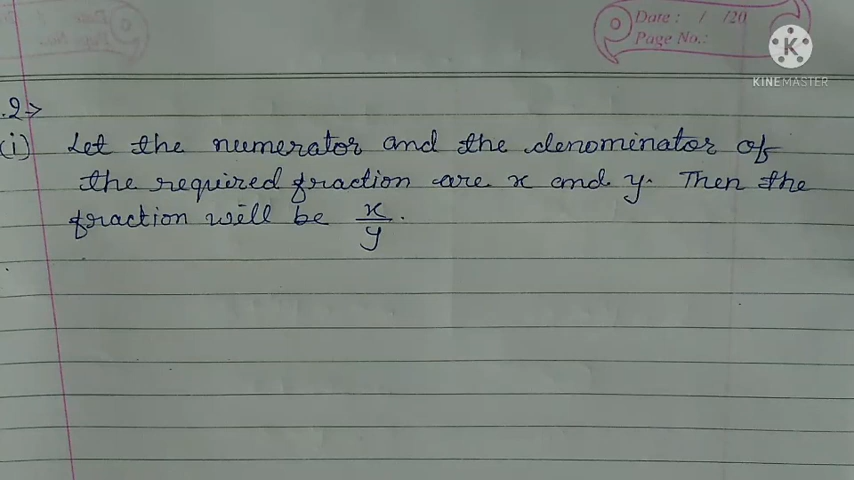 Date: / /20
Page No.:
KINEMASTER
.2→
(i) Let the numerator and the denominator of
the required fraction are x and y. Then the
fraction will be x/y.